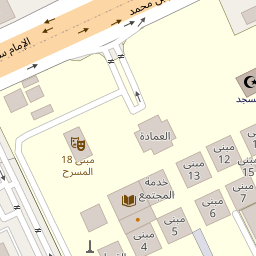 بن محمد
الإمام
سجد
العمادة
مبنى 18
المسرح
مبنى
12
مبنى
13
مبنى
15
خدمة
المجتمع
مبنى
7
مبنى
6
مبنى
5
مبنى
4